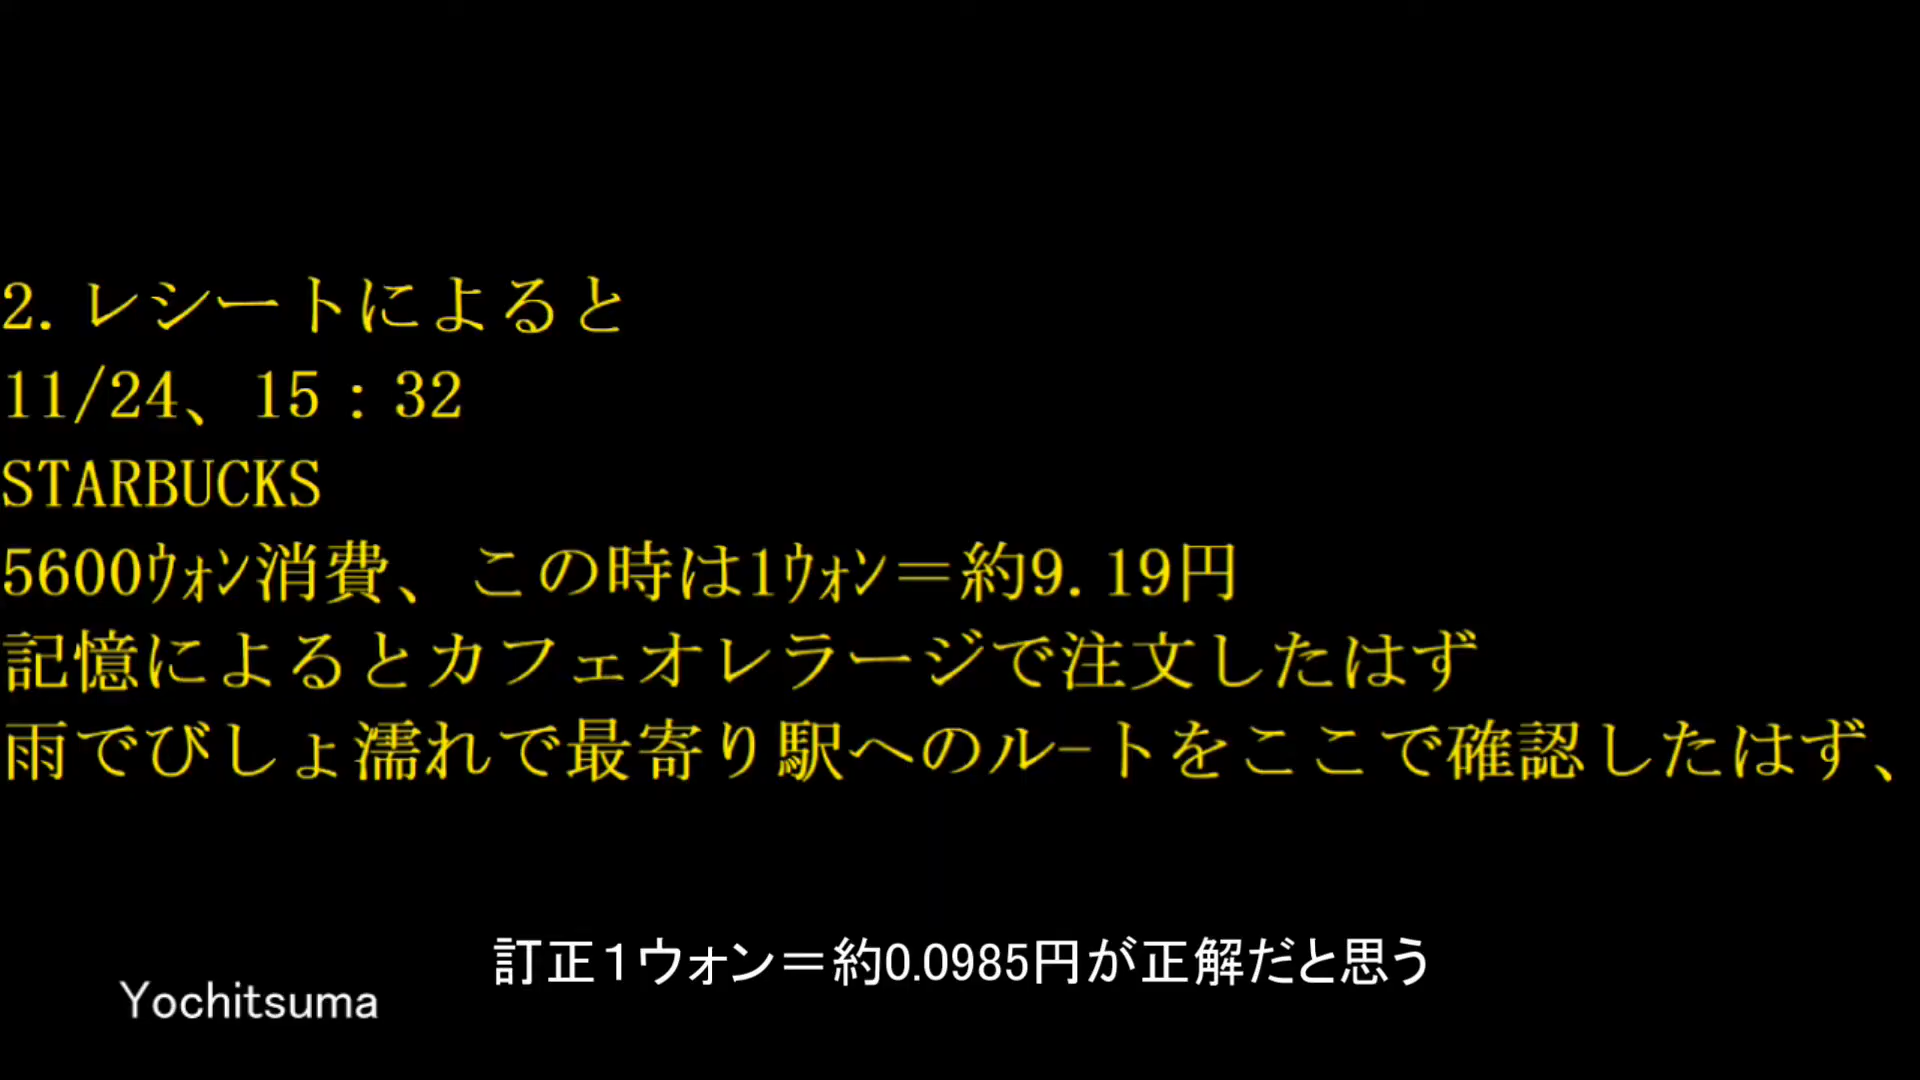 2.レシートによると
11/24、15：32
STARBUCKS
5600ｳｫﾝ消費、この時は1ｳｫﾝ＝約9.19円
記憶によるとカフェオレラージで注文したはず
雨でびしょ濡れで最寄り駅へのル-トをここで確認したはず、
訂正１ウォン＝約0.0985円が正解だと思う
Yochitsuma